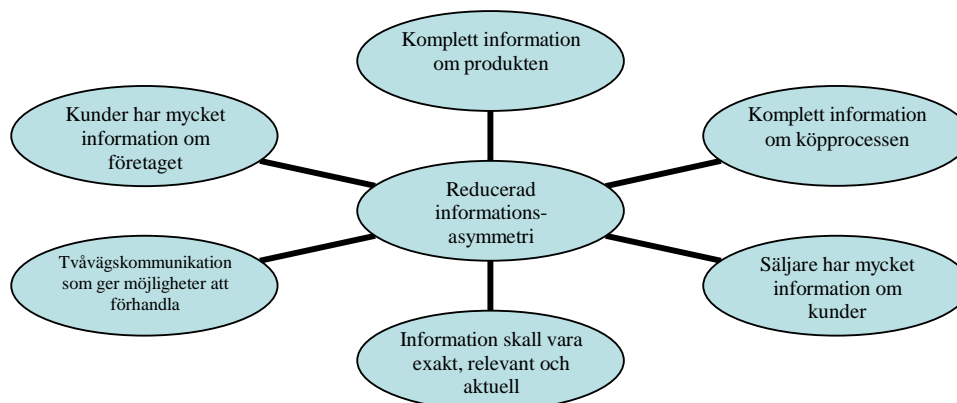 Komplett information
om produkten
Kunder har mycket
information om
företaget
Komplett information
om köpprocessen
Reducerad
informations-
asymmetri
Tvåvägskommunikation
som ger möjligheter att
förhandla
Säljare har mycket
information om
kunder
Information skall vara
exakt, relevant och
aktuell